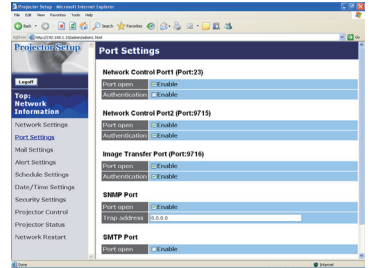 Projector Setup - Microsoft Internet Explorer
File Edit View Favorites Tools Help
Back Search Favorites
http://192.168.1.10/admin/admini.html Go
Projector Setup
Logoff
Top:
Network
Information
Network Settings
Port Settings
Mail Settings
Alert Settings
Schedule Settings
Date/Time Settings
Security Settings
Projector Control
Projector Status
Network Restart
Port Settings
Network Control Port1 (Port:23)
Port open Enable
Authentication Enable
Network Control Port2 (Port:9715)
Port open Enable
Authentication Enable
Image Transfer Port (Port:9716)
Port open Enable
Authentication Enable
SNMP Port
Port open Enable
Trap address 0.0.0.0
SMTP Port
Port open Enable
Done Internet